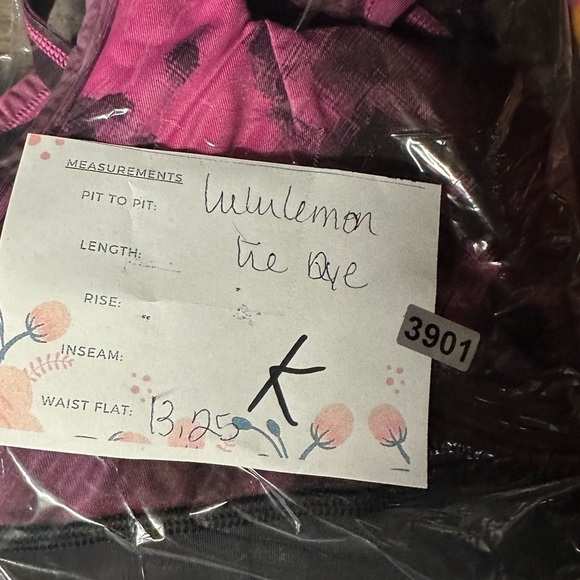 MEASUREMENTS
PIT TO PIT: lululemon
LENGTH: tie Dye
RISE:
INSEAM: K
WAIST FLAT: 13.25
3901